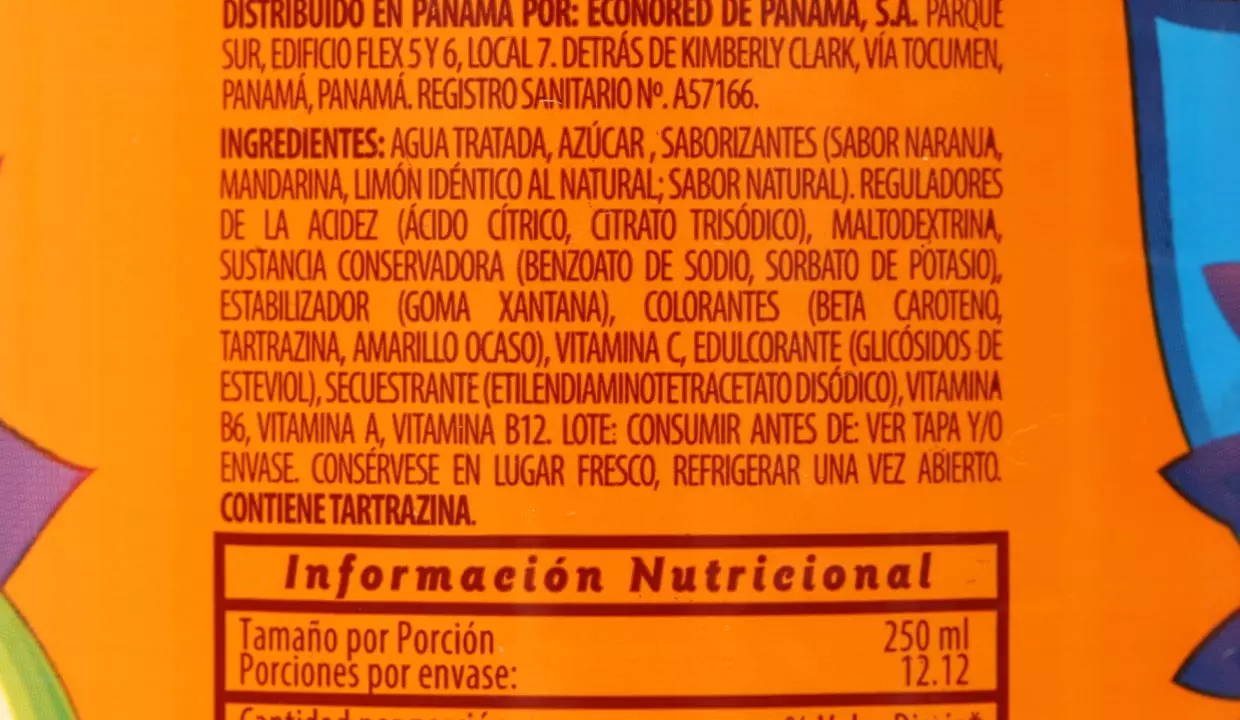 DISTRIBUIDO EN PANAMÁ POR: ECONORED DE PANAMÁ, S.A. PARQUE
SUR, EDIFICIO FLEX 5 Y 6, LOCAL 7. DETRÁS DE KIMBERLY CLARK, VÍA TOCUMEN,
PANAMÁ, PANAMÁ. REGISTRO SANITARIO Nº. A57166.
INGREDIENTES: AGUA TRATADA, AZÚCAR , SABORIZANTES (SABOR NARANJA,
MANDARINA, LIMÓN IDÉNTICO AL NATURAL; SABOR NATURAL). REGULADORES
DE LA ACIDEZ (ÁCIDO CÍTRICO, CITRATO TRISÓDICO), MALTODEXTRINA,
SUSTANCIA CONSERVADORA (BENZOATO DE SODIO, SORBATO DE POTASIO),
ESTABILIZADOR (GOMA XANTANA), COLORANTES (BETA CAROTENO,
TARTRAZINA, AMARILLO OCASO), VITAMINA C, EDULCORANTE (GLICÓSIDOS DE
ESTEVIOL), SECUESTRANTE (ETILENDIAMINOTETRACETATO DISÓDICO), VITAMINA
B6, VITAMINA A, VITAMINA B12. LOTE: CONSUMIR ANTES DE: VER TAPA Y/O
ENVASE. CONSÉRVESE EN LUGAR FRESCO, REFRIGERAR UNA VEZ ABIERTO.
CONTIENE TARTRAZINA.
Información Nutricional
Tamaño por Porción 250 ml
Porciones por envase: 12.12